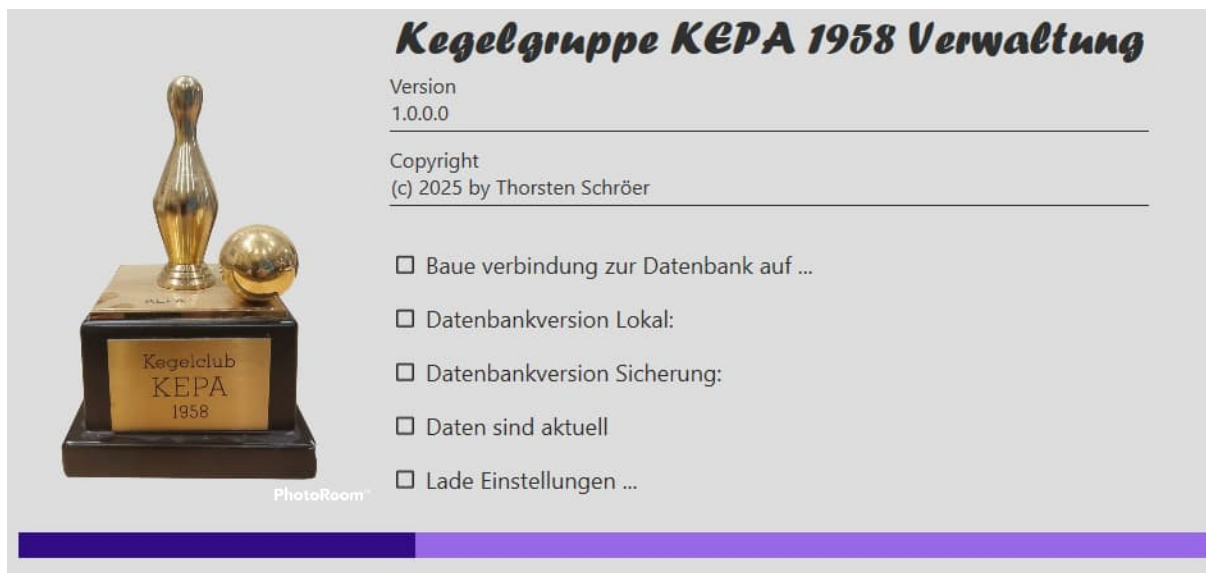 Kegelgruppe KEPA 1958 Verwaltung
Version
1.0.0.0
Copyright
(c) 2025 by Thorsten Schröer
Baue verbindung zur Datenbank auf ...
Datenbankversion Lokal:
Datenbankversion Sicherung:
Daten sind aktuell
Lade Einstellungen ...
KEPA
Kegelclub
KEPA
1958
PhotoRoom